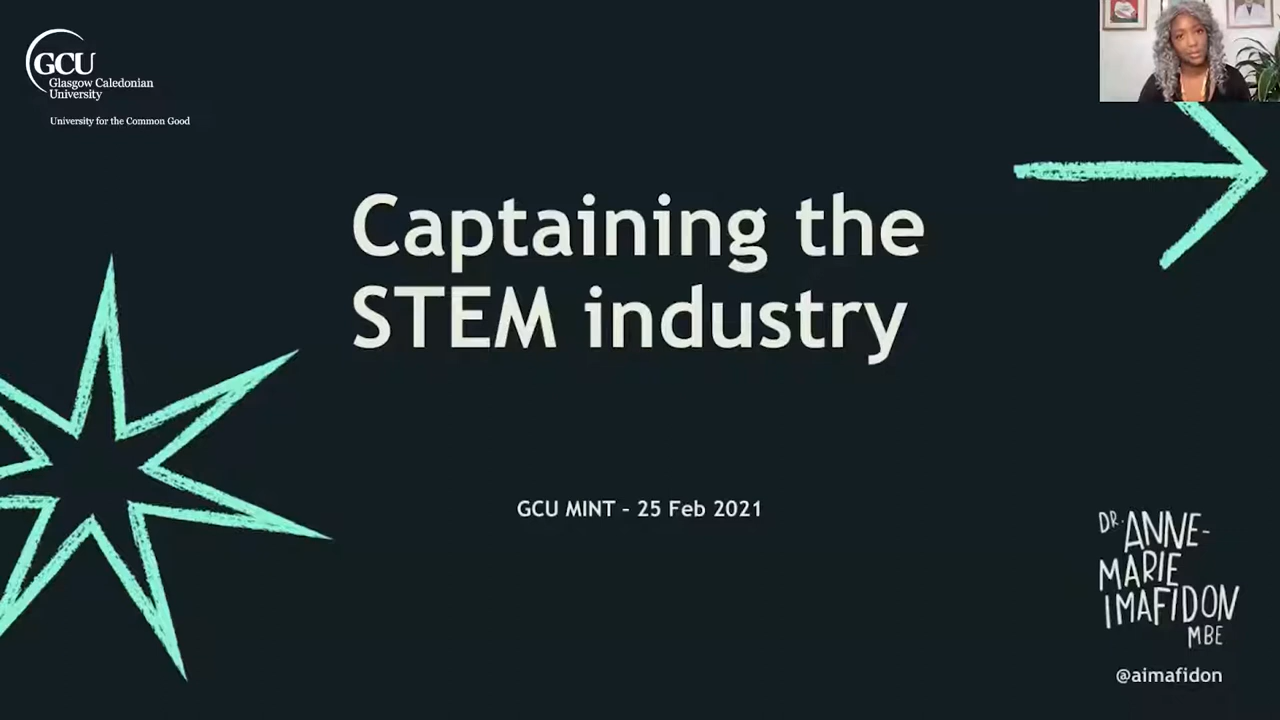 GCU
Glasgow Caledonian
University
University for the Common Good
Captaining the
STEM industry
GCU MINT – 25 Feb 2021
DR. ANNE-
MARIE
IMAFIDON
MBE
@aimafidon